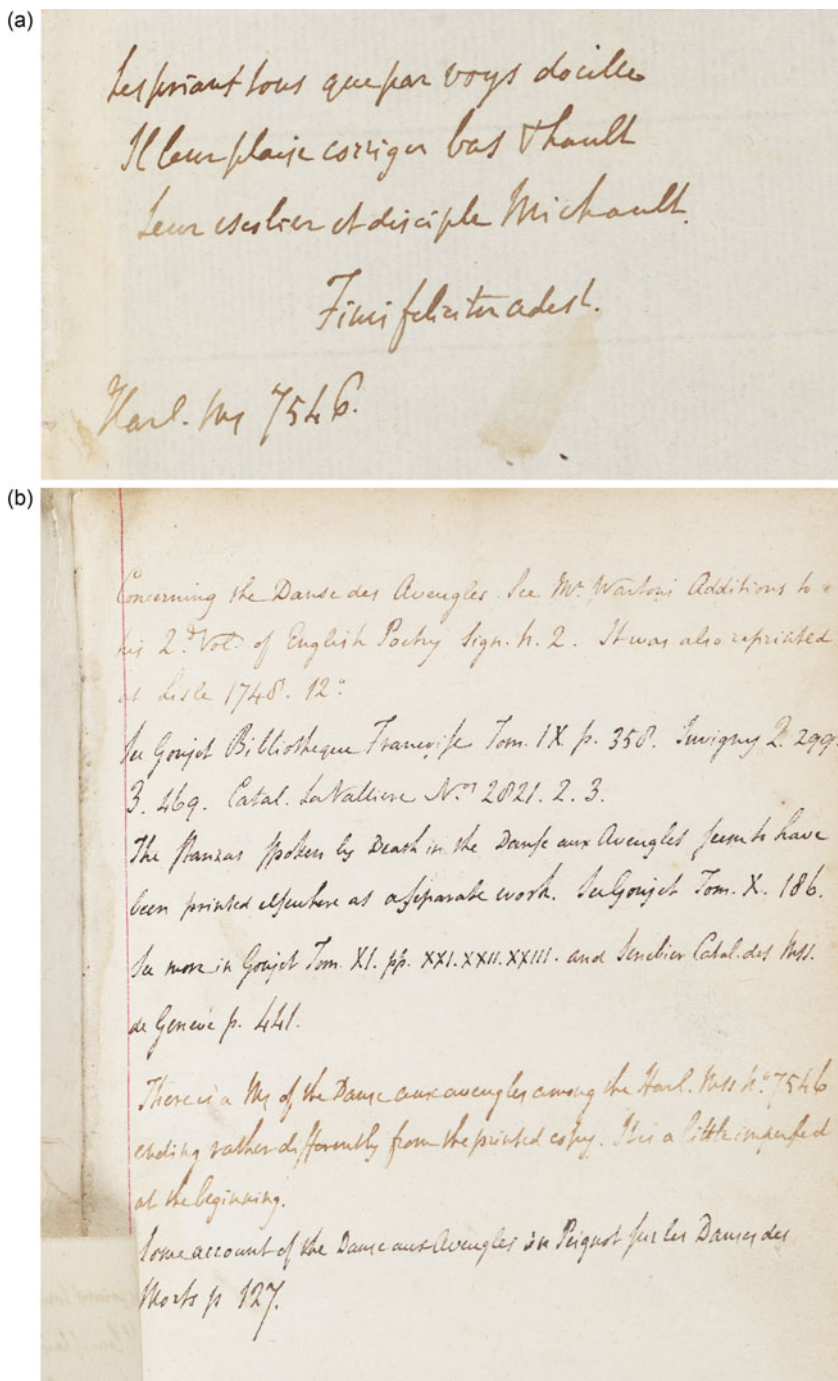 (a)
Les priant tous que par voys docille
Il leur plaise corriger bas & hault
Leur escolier et disciple Michault.
Finis feliciter adest.
Harl. Ms 7546.
(b)
Concerning the Danse des Aveugles. See Mr. Wartons Additions to
his 2d. Vol. of English Poetry Sign. h. 2. It was also reprinted
at Lisle 1748. 12o.
See Goujet Bibliotheque Francoise Tom. IX. p. 358. Juvigny 2. 299.
3. 469. Catal. La Valliere Nos 2821. 2. 3.
The stanzas spoken by Death in the Danse aux Aveugles seem to have
been printed elsewhere as a separate work. See Goujet Tom. X. 186.
See more in Goujet Tom. XI. pp. XXI. XXII. XXIII. and Senebier Catal. des Mss.
de Geneve p. 441.
There is a Ms of the Danse aux aveugles among the Harl. Mss No. 7546
ending rather differently from the printed copy. It is a little imperfect
at the beginning.
Some account of the Danse aux Aveugles in Peignot sur les Danses des
Morts p 127.